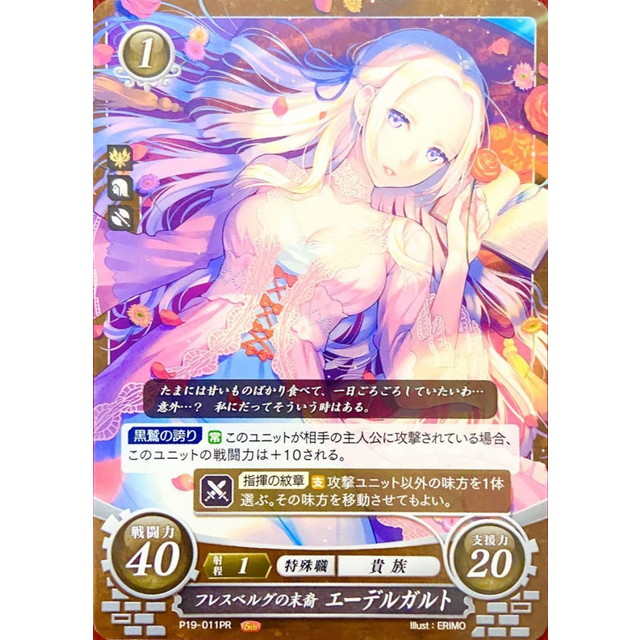 1
たまには甘いものばかり食べて、一日ごろごろしていたいわ…
意外…？ 私にだってそういう時はある。
黒鷲の誇り 常 このユニットが相手の主人公に攻撃されている場合、
このユニットの戦闘力は+10される。
指揮の紋章 支 攻撃ユニット以外の味方を1体
選ぶ。その味方を移動させてもよい。
戦闘力 40
射程 1
特殊職
貴族
支援力 20
フレスベルグの末裔 エーデルガルト
P19-011PR 5th
Illust : ERIMO